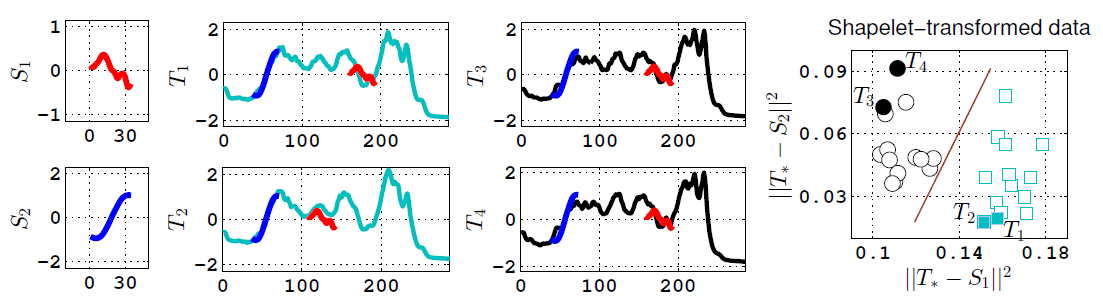 Shapelet–transformed data
S₁
1
0
−1
0 30
T₁
2
0
−2
0 100 200
T₃
2
0
−2
0 100 200
S₂
2
0
−2
0 30
T₂
2
0
−2
0 100 200
T₄
2
0
−2
0 100 200
||T* − S₂||²
0.09
0.06
0.03
T₄
T₃
T₂
T₁
0.1 0.14 0.18
||T* − S₁||²